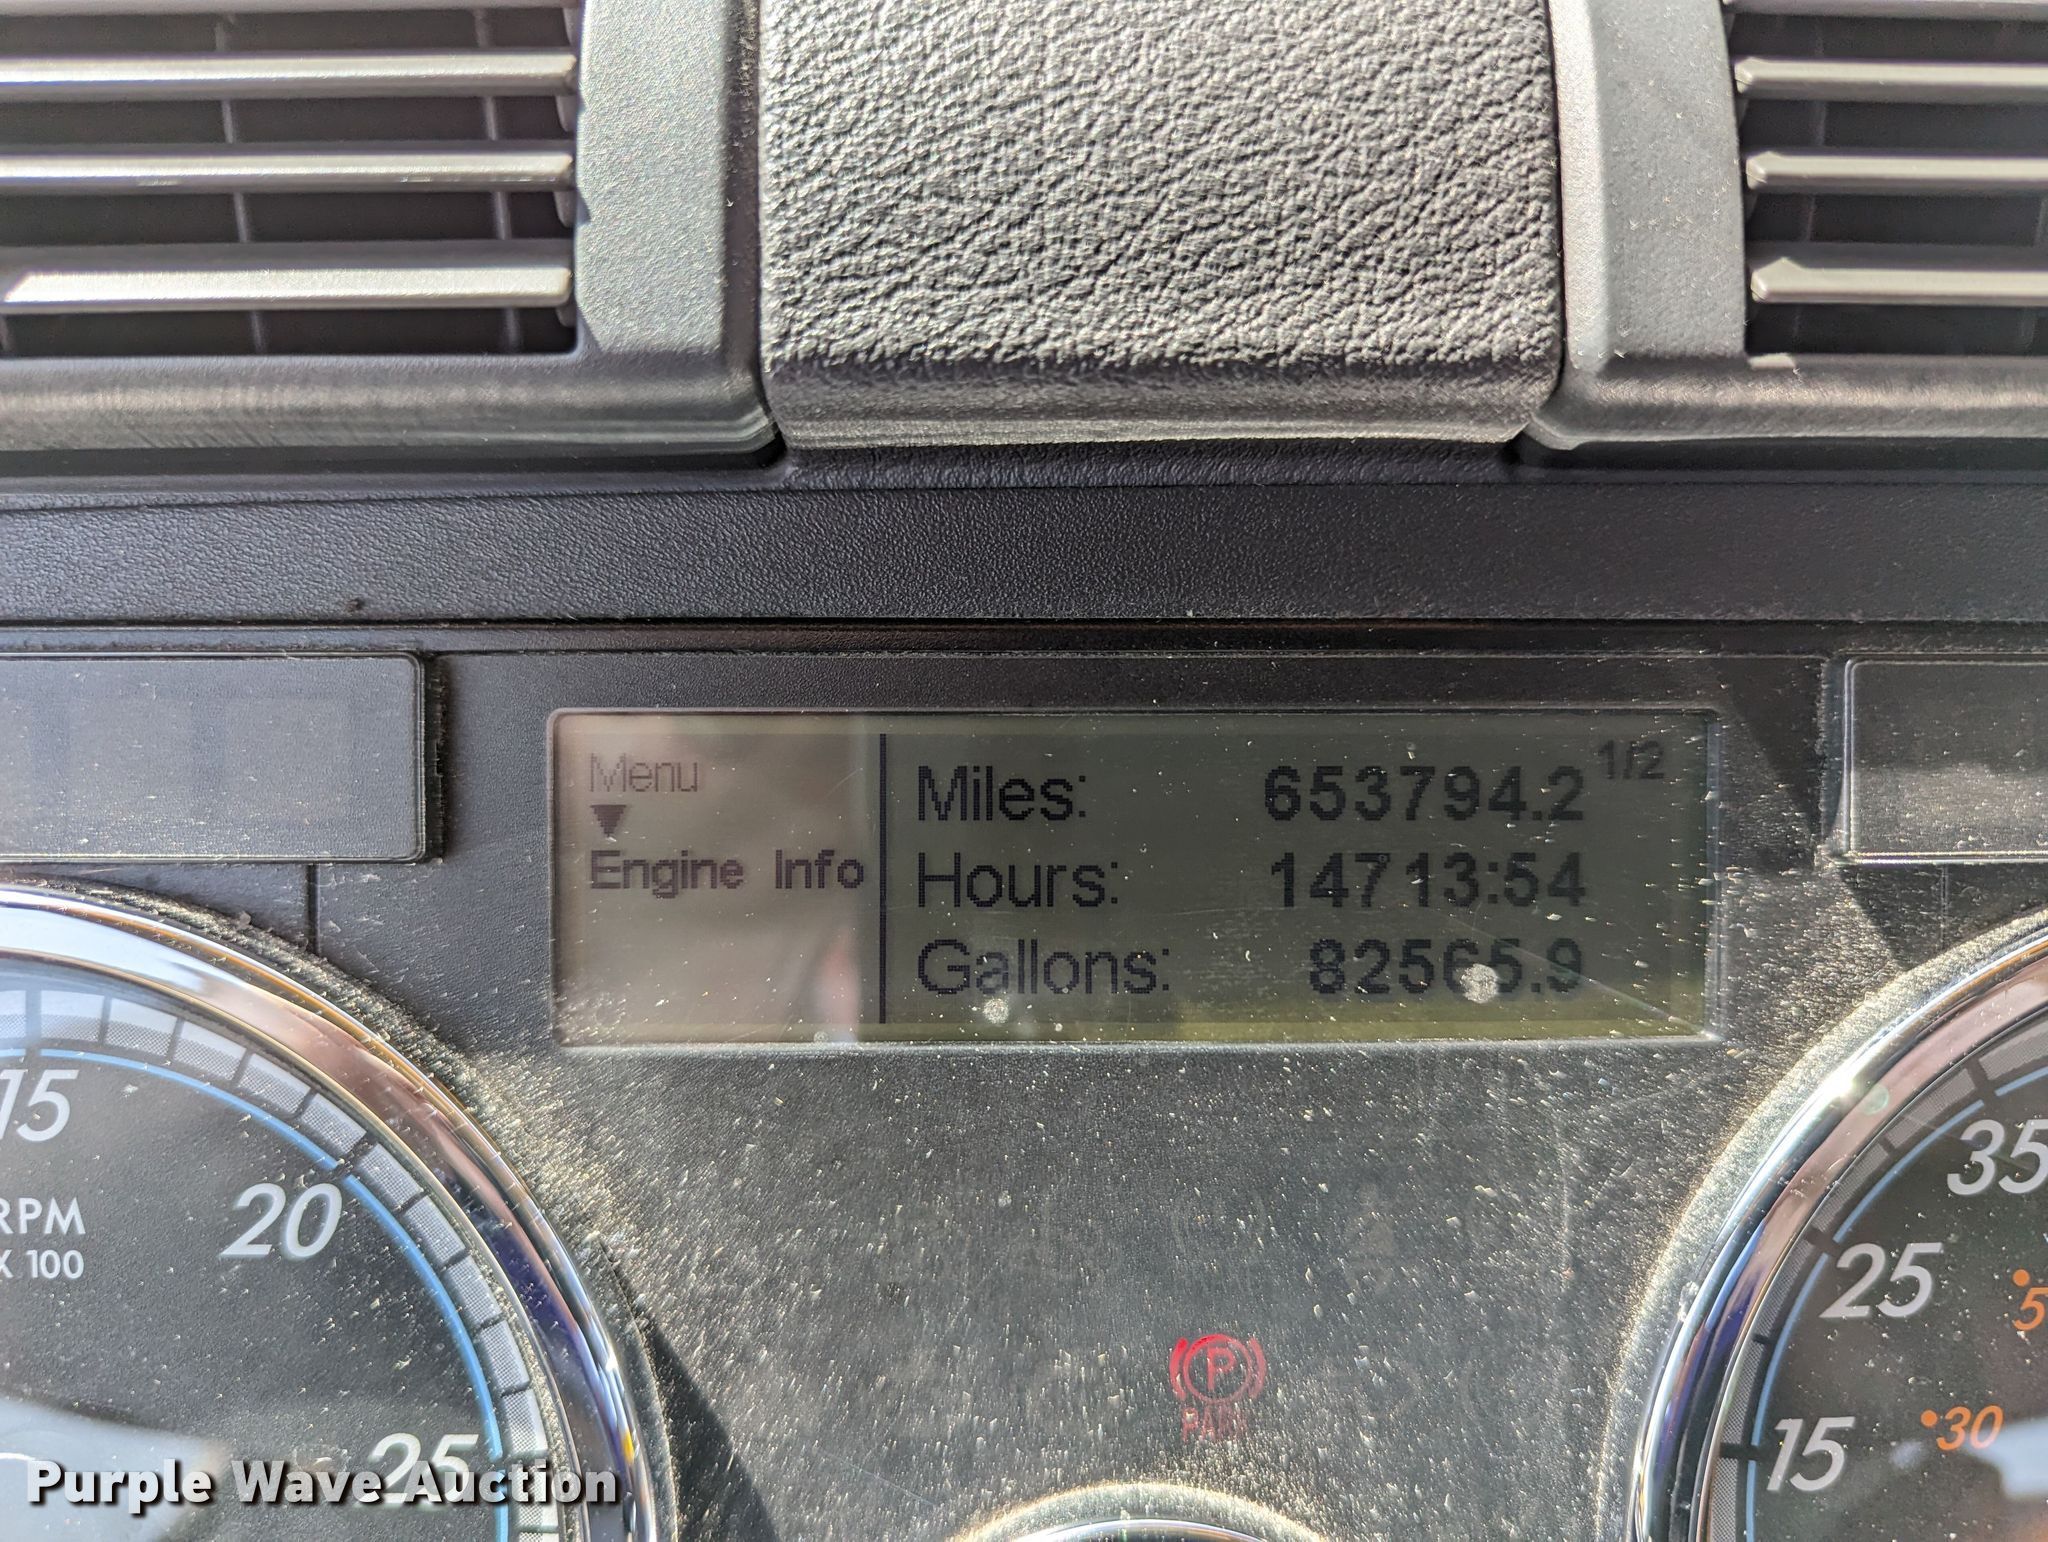 Menu
▼
Engine Info
Miles: 653794.2
1/2
Hours: 14713:54
Gallons: 82565.9
15
20
25
RPM
X 100
35
25
15
5
30
PARK
Purple Wave Auction